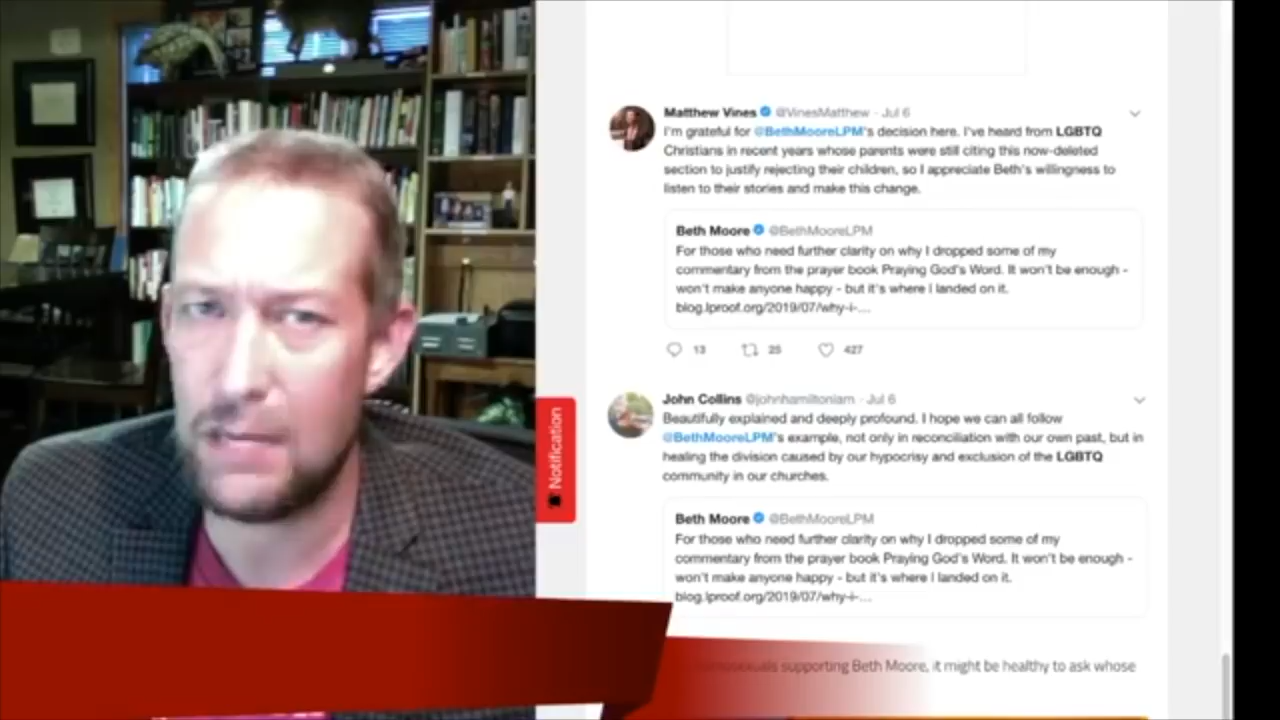 Matthew Vines @VinesMatthew · Jul 6
I'm grateful for @BethMooreLPM's decision here. I've heard from LGBTQ
Christians in recent years whose parents were still citing this now-deleted
section to justify rejecting their children, so I appreciate Beth's willingness to
listen to their stories and make this change.
Beth Moore @BethMooreLPM
For those who need further clarity on why I dropped some of my
commentary from the prayer book Praying God's Word. It won't be enough -
won't make anyone happy - but it's where I landed on it.
blog.lproof.org/2019/07/why-i-...
13 25 427
Notification
John Collins @johnhamiltoniam · Jul 6
Beautifully explained and deeply profound. I hope we can all follow
@BethMooreLPM's example, not only in reconciliation with our own past, but in
healing the division caused by our hypocrisy and exclusion of the LGBTQ
community in our churches.
Beth Moore @BethMooreLPM
For those who need further clarity on why I dropped some of my
commentary from the prayer book Praying God's Word. It won't be enough -
won't make anyone happy - but it's where I landed on it.
blog.lproof.org/2019/07/why-i-...
supporting Beth Moore, it might be healthy to ask whose